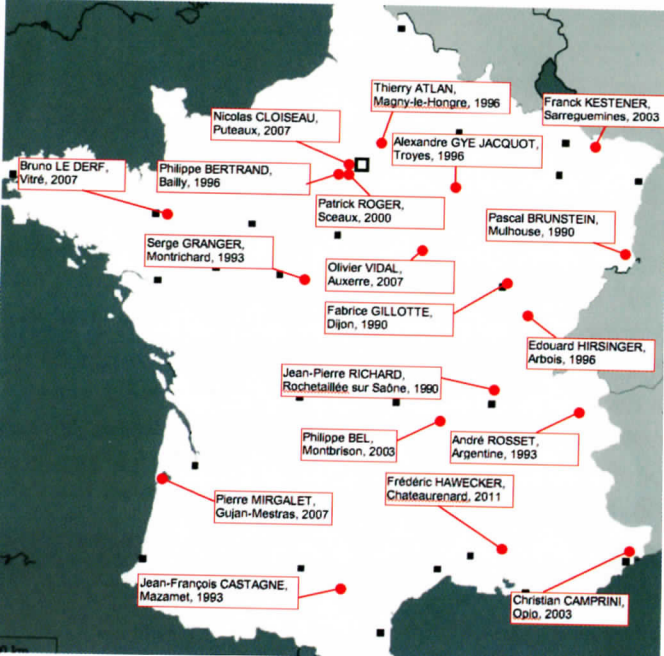 Thierry ATLAN,
Magny-le-Hongre, 1996
Franck KESTENER,
Sarreguemines, 2003
Nicolas CLOISEAU,
Puteaux, 2007
Alexandre GYE JACQUOT,
Troyes, 1996
Bruno LE DERF,
Vitré, 2007
Philippe BERTRAND,
Bailly, 1996
Patrick ROGER,
Sceaux, 2000
Pascal BRUNSTEIN,
Mulhouse, 1990
Serge GRANGER,
Montrichard, 1993
Olivier VIDAL,
Auxerre, 2007
Fabrice GILLOTTE,
Dijon, 1990
Edouard HIRSINGER,
Arbois, 1996
Jean-Pierre RICHARD,
Rochetaillée sur Saône, 1990
Philippe BEL,
Montbrison, 2003
André ROSSET,
Argentine, 1993
Frédéric HAWECKER,
Chateaurenard, 2011
Pierre MIRGALET,
Gujan-Mestras, 2007
Jean-François CASTAGNE,
Mazamet, 1993
Christian CAMPRINI,
Opio, 2003